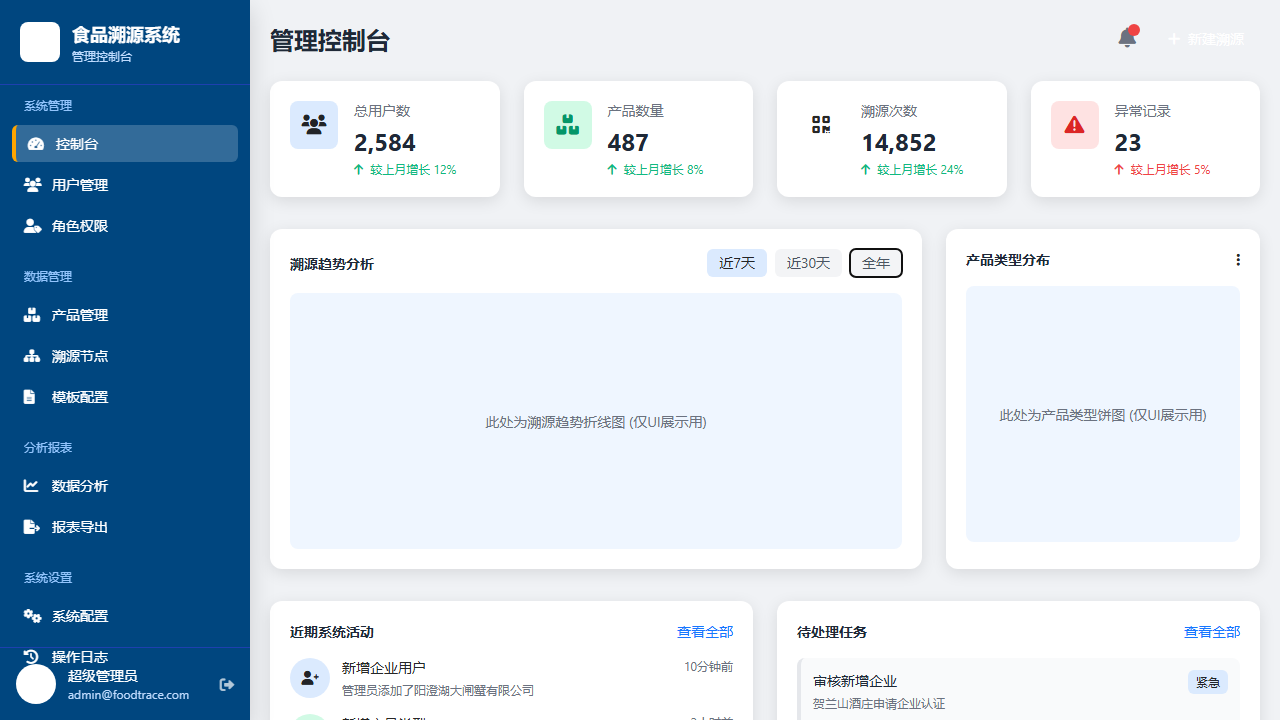 食品溯源系统
管理控制台
系统管理
控制台
用户管理
角色权限
数据管理
产品管理
溯源节点
模板配置
分析报表
数据分析
报表导出
系统设置
系统配置
操作日志
超级管理员
admin@foodtrace.com
管理控制台
新建溯源
总用户数
2,584
较上月增长 12%
产品数量
487
较上月增长 8%
溯源次数
14,852
较上月增长 24%
异常记录
23
较上月增长 5%
溯源趋势分析
近7天 近30天 全年
此处为溯源趋势折线图 (仅UI展示用)
产品类型分布
此处为产品类型饼图 (仅UI展示用)
近期系统活动 查看全部
新增企业用户 10分钟前
管理员添加了阳澄湖大闸蟹有限公司
待处理任务 查看全部
审核新增企业 紧急
贺兰山酒庄申请企业认证